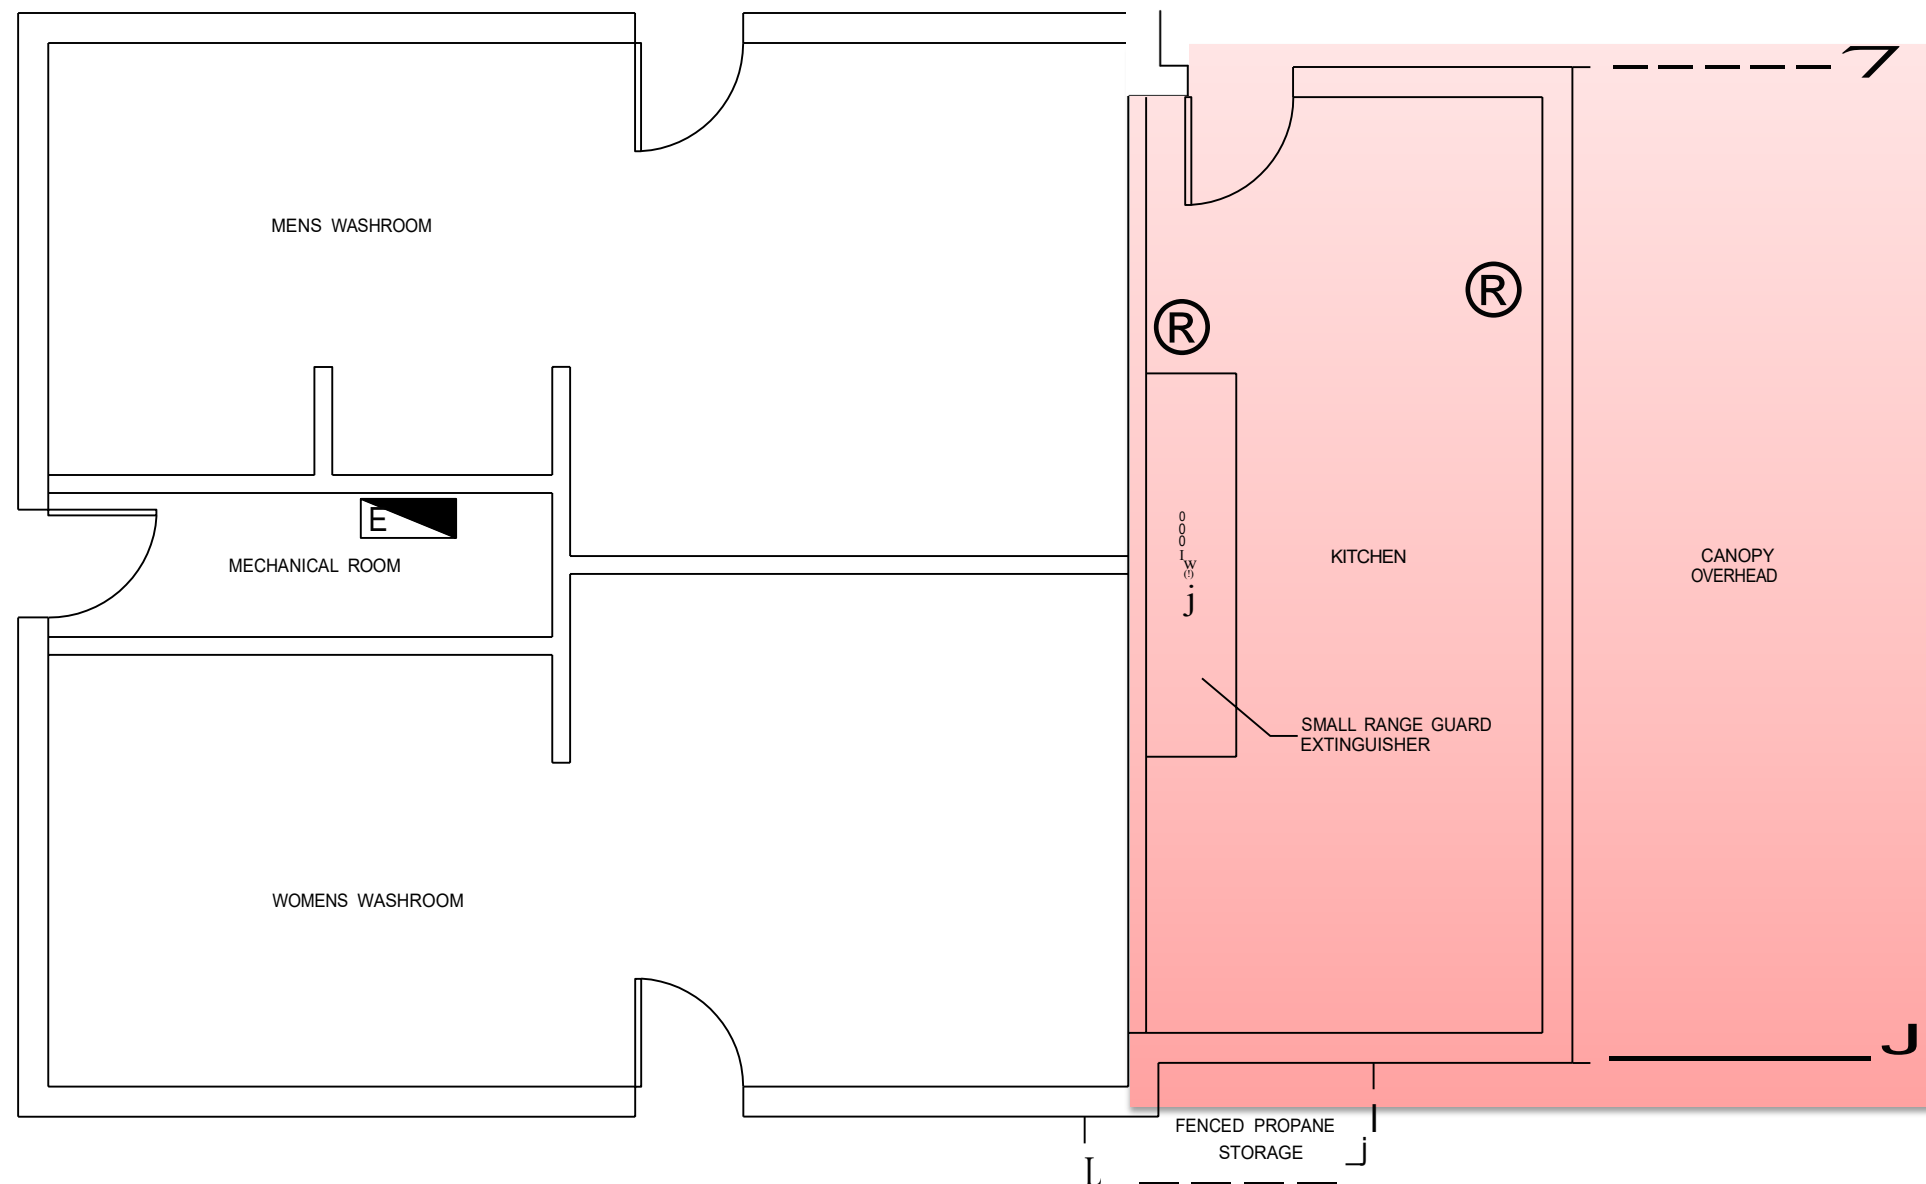 MENS WASHROOM
®
®
E
MECHANICAL ROOM
KITCHEN
CANOPY
OVERHEAD
SMALL RANGE GUARD
EXTINGUISHER
WOMENS WASHROOM
FENCED PROPANE
STORAGE